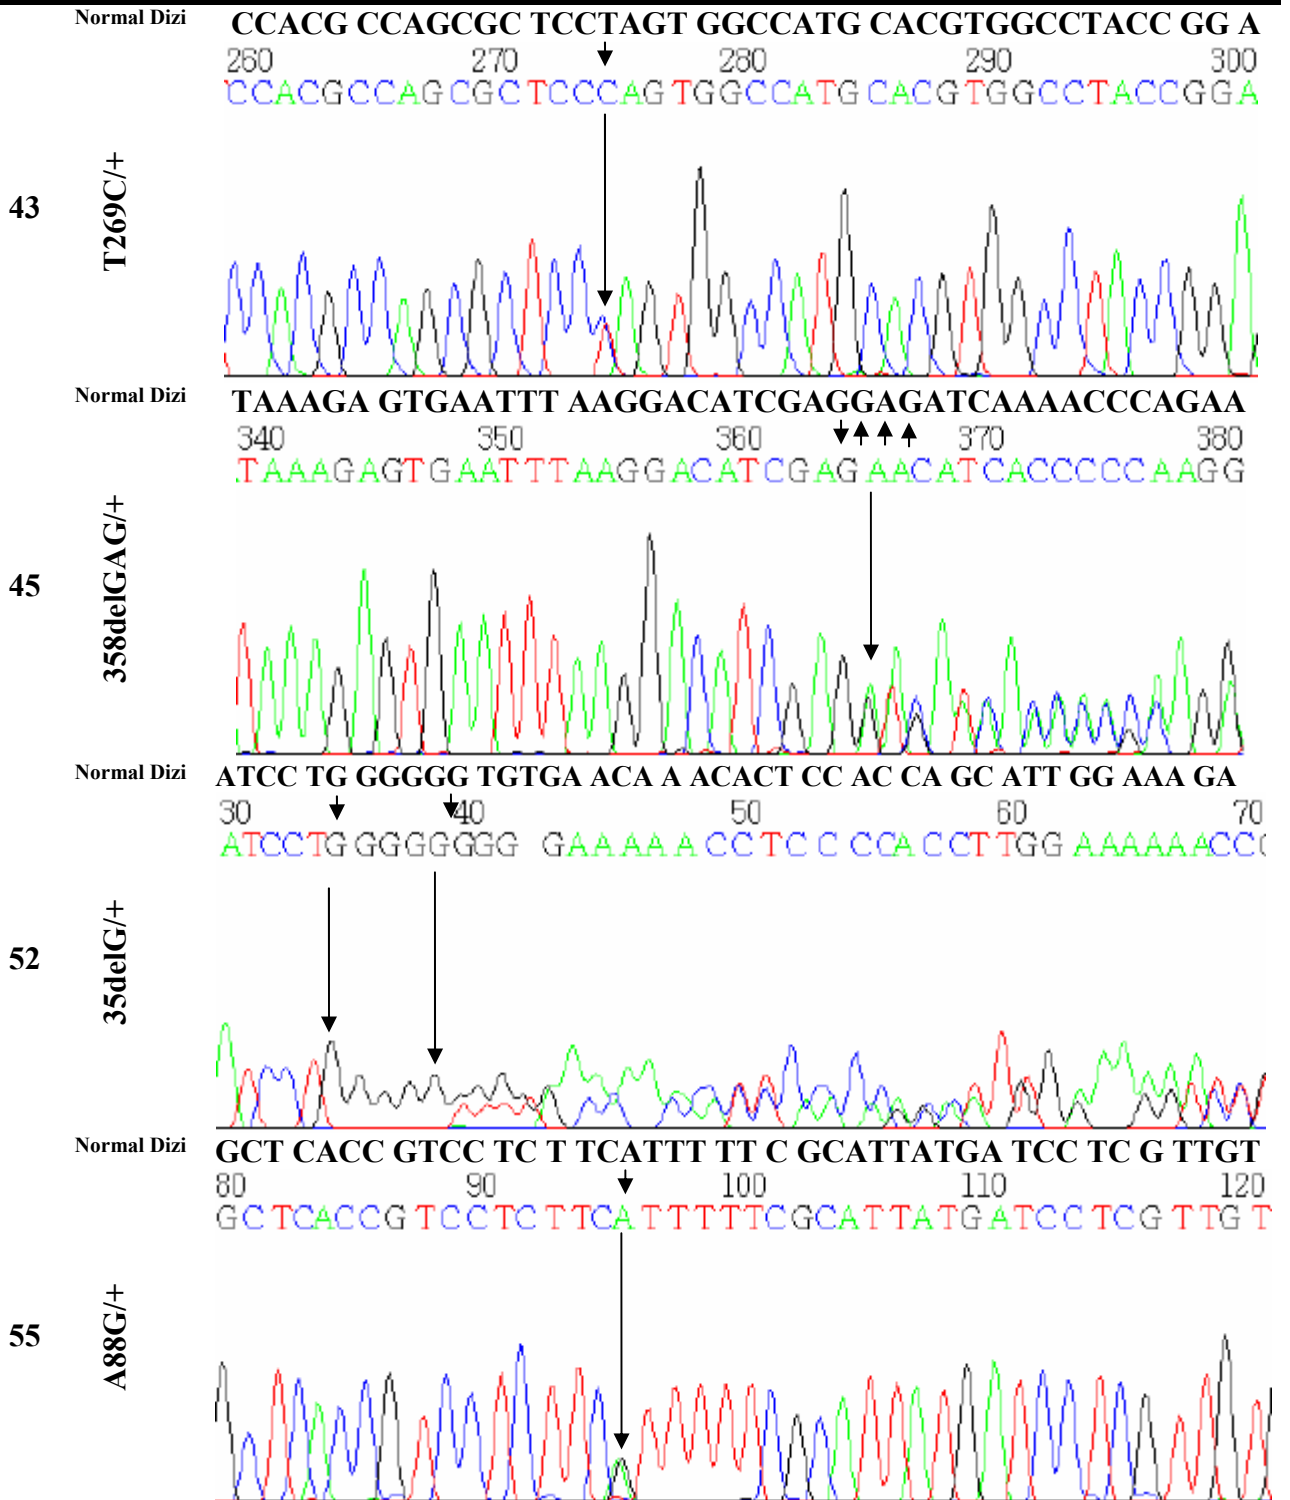 Normal Dizi CCACG CCAGCGC TCCTAGT GGCCATG CACGTGGCCTACC GG A
260 270 280 290 300
CCACGCCAGCGCTCCCAGTGGCCATGCACGTGGCCTACCGGA
43 T269C/+
Normal Dizi TAAAGA GTGAATTT AAGGACATCGAGGAGATCAAAACCCAGAA
340 350 360 370 380
TAAAGAGTGAATTTAAGGACATCGAGAACATCACCCCCAAGG
45 358delGAG/+
Normal Dizi ATCC TG GGGGG TGTGA ACA A ACACT CC AC CA GC ATT GG AAA GA
30 40 50 60 70
ATCCTGGGGGGGG GAAAAA CCTCCCCACCTTGGAAAAAACC
52 35delG/+
Normal Dizi GCT CACC GTCC TC T TCATTT TT C GCATTATGA TCC TC G TTGT
80 90 100 110 120
GCTCACCGTCCTCTTCATTTTTCGCATTATGATCCTCGTTGT
55 A88G/+